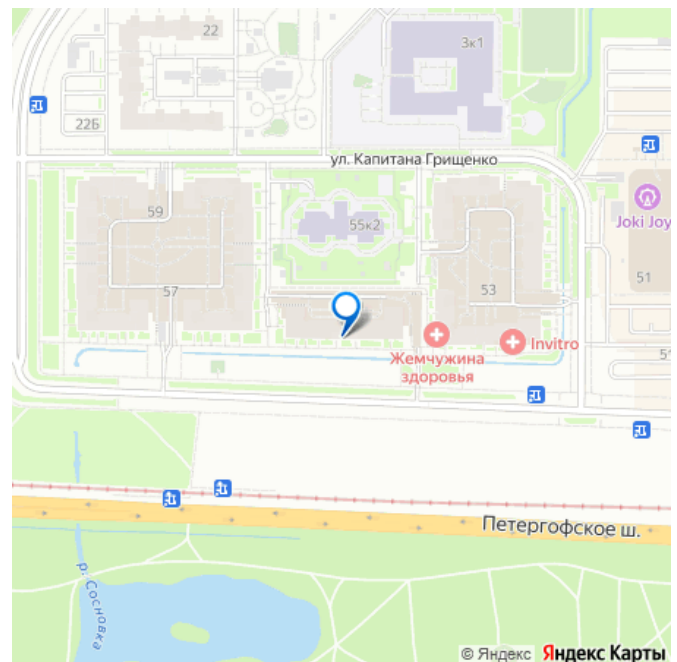 22
3к1
22Б
ул. Капитана Грищенко
Joki Joy
59
55к2
51
57
53
Жемчужина
здоровья
Invitro
Петергофское ш.
р. Сосновка
© Яндекс Яндекс Карты